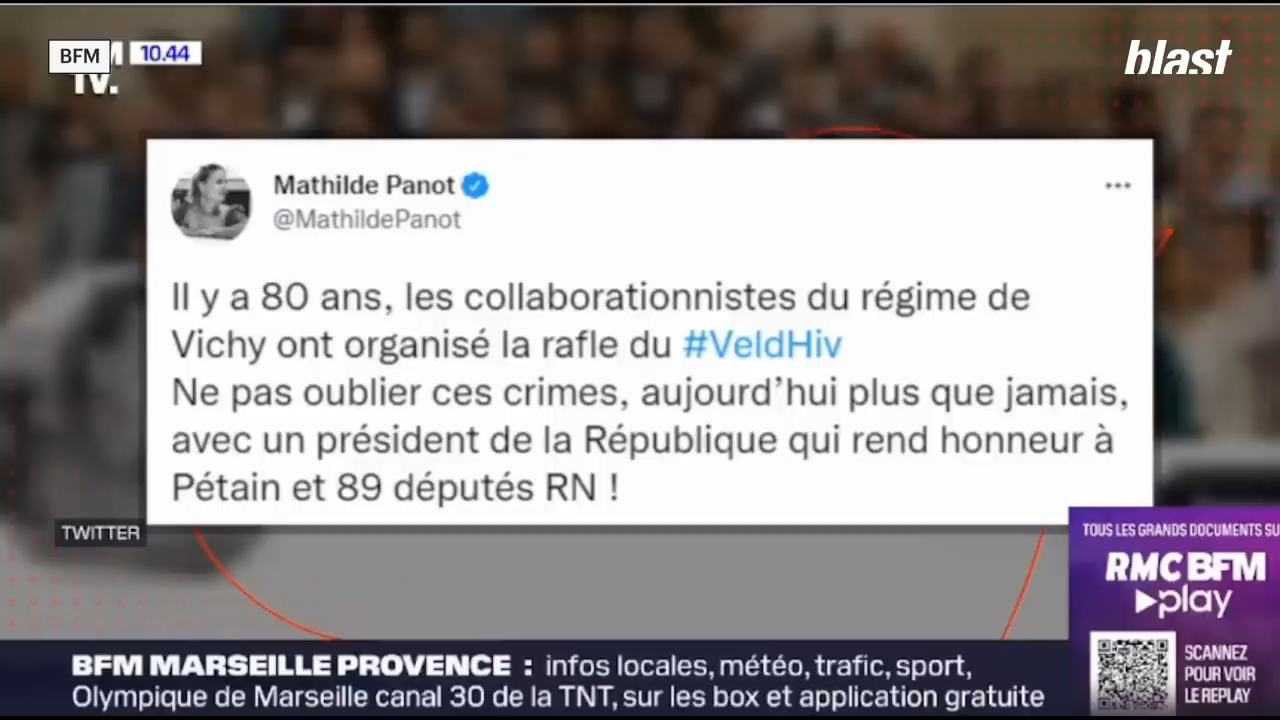 BFM
TV.
10.44
blast
Mathilde Panot
@MathildePanot
Il y a 80 ans, les collaborationnistes du régime de
Vichy ont organisé la rafle du #VeldHiv
Ne pas oublier ces crimes, aujourd’hui plus que jamais,
avec un président de la République qui rend honneur à
Pétain et 89 députés RN !
TWITTER
TOUS LES GRANDS DOCUMENTS SU
RMC BFM
play
SCANNEZ
POUR VOIR
LE REPLAY
BFM MARSEILLE PROVENCE : infos locales, météo, trafic, sport,
Olympique de Marseille canal 30 de la TNT, sur les box et application gratuite